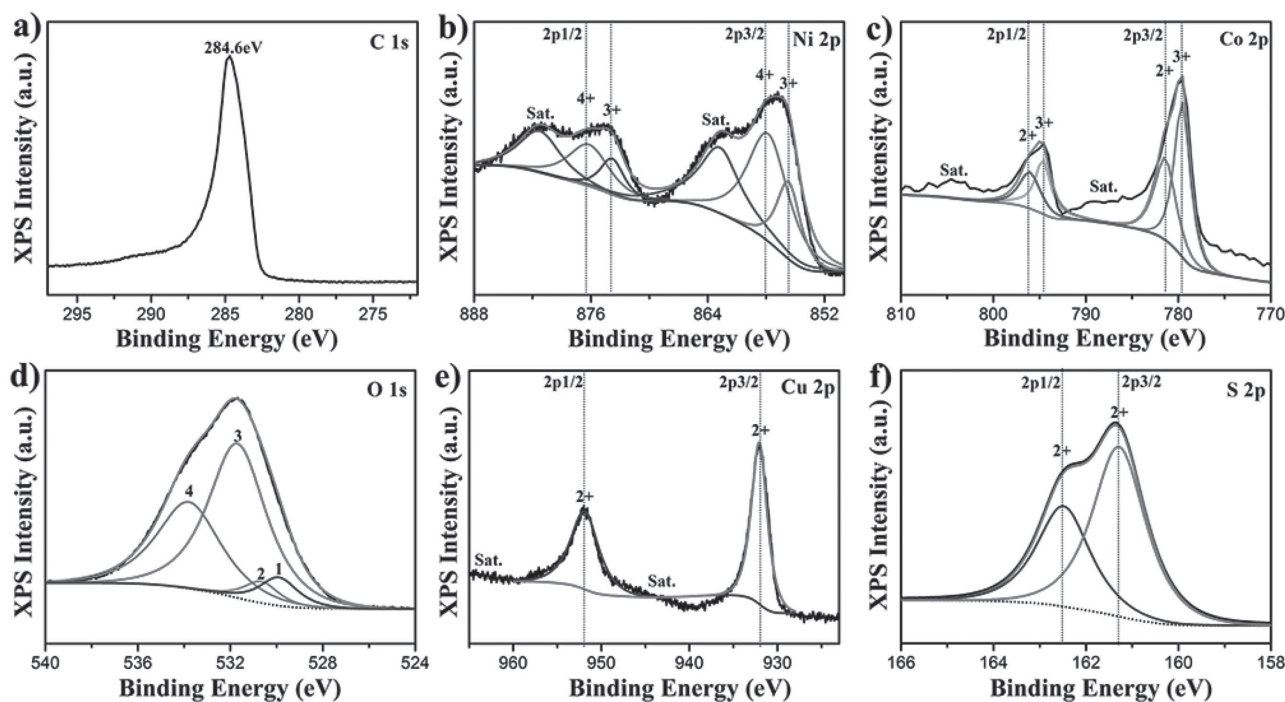 a)
C 1s
284.6eV
XPS Intensity (a.u.)
295 290 285 280 275
Binding Energy (eV)
b)
2p1/2
2p3/2
Ni 2p
Sat.
4+
3+
Sat.
4+
3+
XPS Intensity (a.u.)
888 876 864 852
Binding Energy (eV)
c)
2p1/2
2p3/2
Co 2p
3+
2+
2+
3+
Sat.
Sat.
XPS Intensity (a.u.)
810 800 790 780 770
Binding Energy (eV)
d)
O 1s
3
4
2
1
XPS Intensity (a.u.)
540 536 532 528 524
Binding Energy (eV)
e)
2p1/2
2p3/2
Cu 2p
2+
2+
Sat.
Sat.
XPS Intensity (a.u.)
960 950 940 930
Binding Energy (eV)
f)
2p1/2
2p3/2
S 2p
2+
2+
XPS Intensity (a.u.)
166 164 162 160 158
Binding Energy (eV)